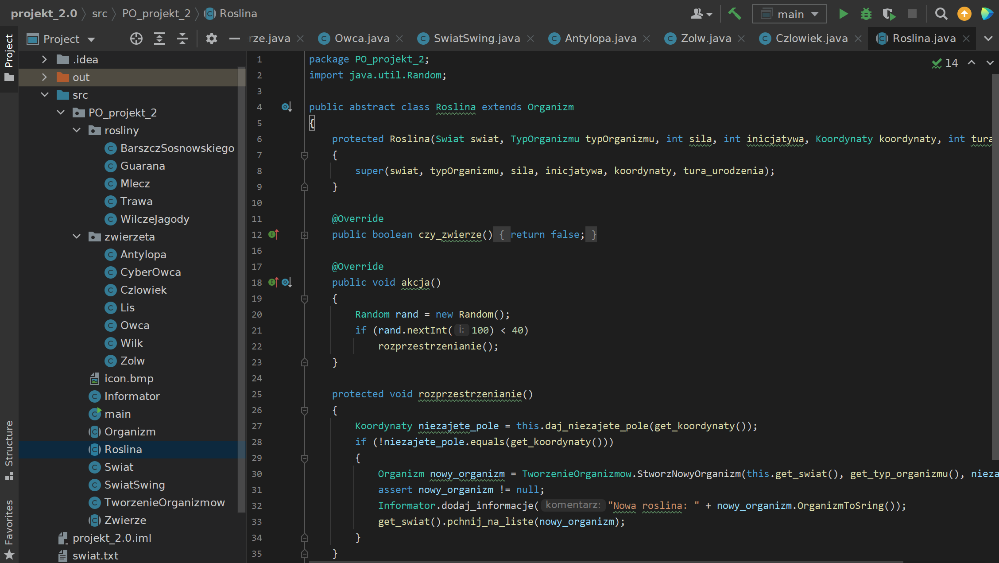 projekt_2.0 src PO_projekt_2 Roslina
main
Project
rze.java Owca.java SwiatSwing.java Antylopa.java Zolw.java Czlowiek.java Roslina.java
Project
Structure
Favorites
.idea
out
src
PO_projekt_2
rosliny
BarszczSosnowskiego
Guarana
Mlecz
Trawa
WilczeJagody
zwierzeta
Antylopa
CyberOwca
Czlowiek
Lis
Owca
Wilk
Zolw
icon.bmp
Informator
main
Organizm
Roslina
Swiat
SwiatSwing
TworzenieOrganizmow
Zwierze
projekt_2.0.iml
swiat.txt
14
1 package PO_projekt_2;
2 import java.util.Random;
3
4 public abstract class Roslina extends Organizm
5 {
6 protected Roslina(Swiat swiat, TypOrganizmu typOrganizmu, int sila, int inicjatywa, Koordynaty koordynaty, int tura
7 {
8 super(swiat, typOrganizmu, sila, inicjatywa, koordynaty, tura_urodzenia);
9 }
10
11 @Override
12 public boolean czy_zwierze() { return false; }
16
17 @Override
18 public void akcja()
19 {
20 Random rand = new Random();
21 if (rand.nextInt( i: 100) < 40)
22 rozprzestrzenianie();
23 }
24
25 protected void rozprzestrzenianie()
26 {
27 Koordynaty niezajete_pole = this.daj_niezajete_pole(get_koordynaty());
28 if (!niezajete_pole.equals(get_koordynaty()))
29 {
30 Organizm nowy_organizm = TworzenieOrganizmow.StworzNowyOrganizm(this.get_swiat(), get_typ_organizmu(), nieza
31 assert nowy_organizm != null;
32 Informator.dodaj_informacje( komentarz: "Nowa roslina: " + nowy_organizm.OrganizmToSring());
33 get_swiat().pchnij_na_liste(nowy_organizm);
34 }
35 }